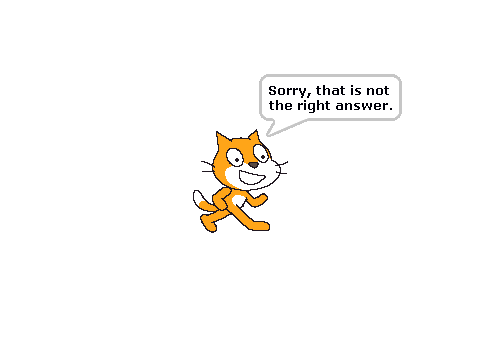 Sorry, that is not
the right answer.